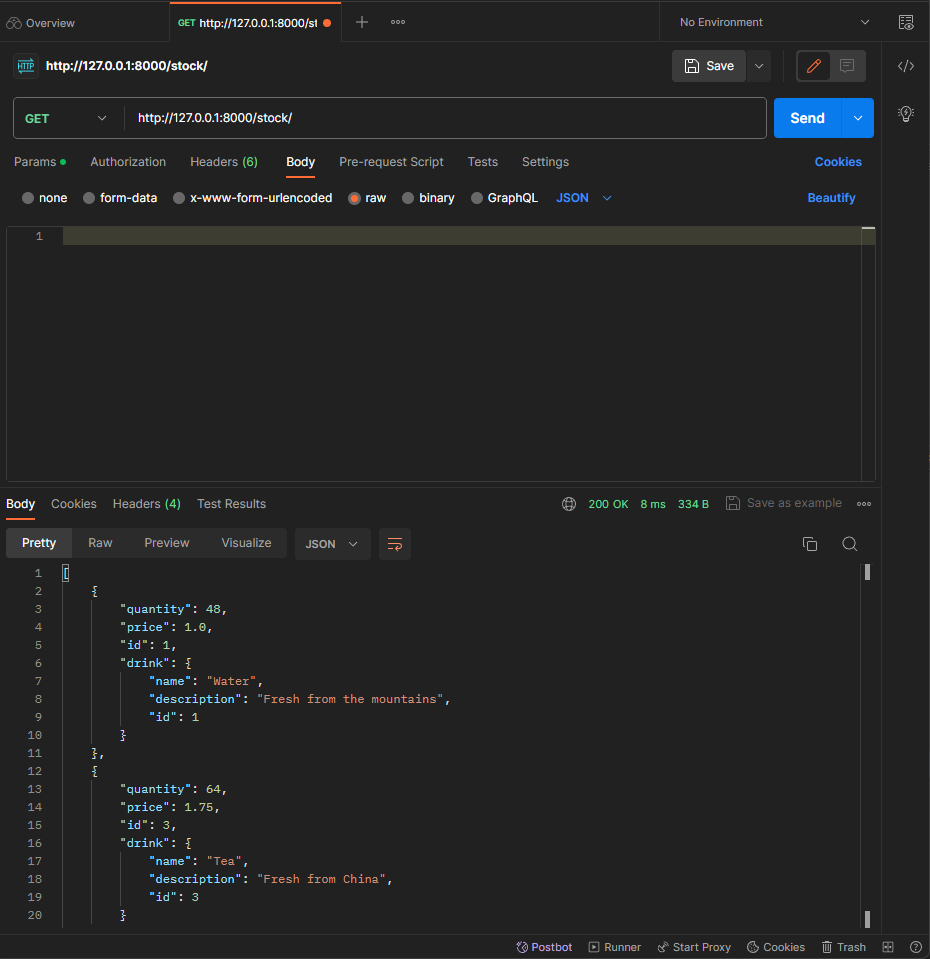 Overview
GET http://127.0.0.1:8000/st
No Environment
HTTP http://127.0.0.1:8000/stock/
Save
GET http://127.0.0.1:8000/stock/
Send
Params Authorization Headers (6) Body Pre-request Script Tests Settings Cookies
none form-data x-www-form-urlencoded raw binary GraphQL JSON Beautify
1
Body Cookies Headers (4) Test Results 200 OK 8 ms 334 B Save as example
Pretty Raw Preview Visualize JSON
1 [
2 {
3 "quantity": 48,
4 "price": 1.0,
5 "id": 1,
6 "drink": {
7 "name": "Water",
8 "description": "Fresh from the mountains",
9 "id": 1
10 }
11 },
12 {
13 "quantity": 64,
14 "price": 1.75,
15 "id": 3,
16 "drink": {
17 "name": "Tea",
18 "description": "Fresh from China",
19 "id": 3
20 }
Postbot Runner Start Proxy Cookies Trash